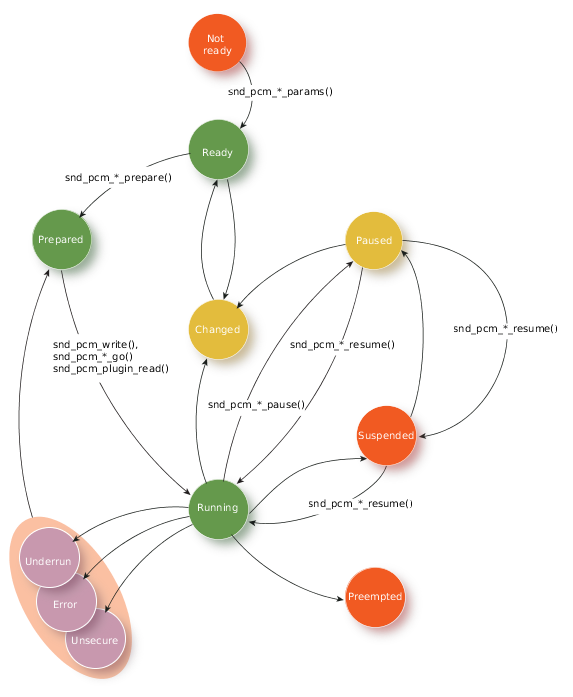 Not
ready
snd_pcm_*_params()
Ready
snd_pcm_*_prepare()
Prepared
Paused
Changed
snd_pcm_*_resume()
snd_pcm_write(),
snd_pcm_*_go()
snd_pcm_plugin_read()
snd_pcm_*_resume()
snd_pcm_*_pause()
Suspended
Running
snd_pcm_*_resume()
Underrun
Error
Unsecure
Preempted